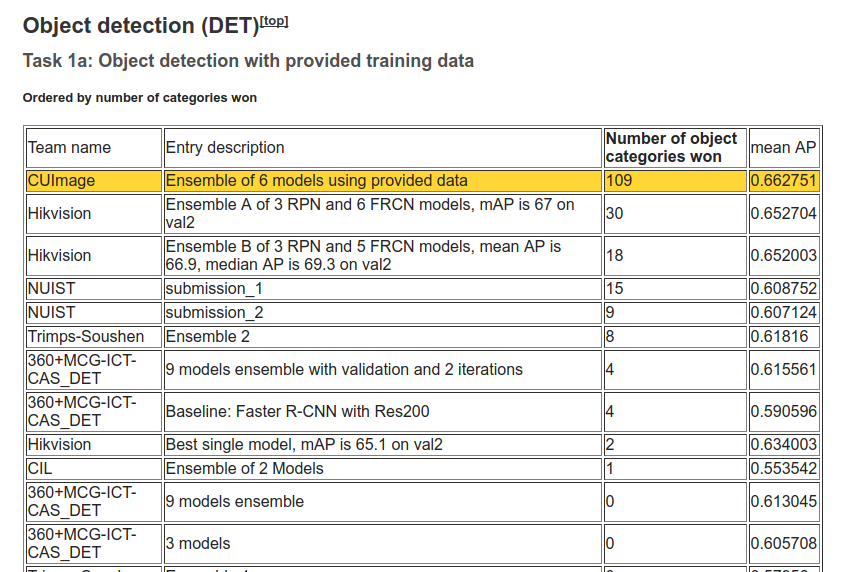 Object detection (DET)[top]
Task 1a: Object detection with provided training data
Ordered by number of categories won
Team name Entry description Number of object categories won mean AP
CUImage Ensemble of 6 models using provided data 109 0.662751
Hikvision Ensemble A of 3 RPN and 6 FRCN models, mAP is 67 on val2 30 0.652704
Hikvision Ensemble B of 3 RPN and 5 FRCN models, mean AP is 66.9, median AP is 69.3 on val2 18 0.652003
NUIST submission_1 15 0.608752
NUIST submission_2 9 0.607124
Trimps-Soushen Ensemble 2 8 0.61816
360+MCG-ICT-CAS_DET 9 models ensemble with validation and 2 iterations 4 0.615561
360+MCG-ICT-CAS_DET Baseline: Faster R-CNN with Res200 4 0.590596
Hikvision Best single model, mAP is 65.1 on val2 2 0.634003
CIL Ensemble of 2 Models 1 0.553542
360+MCG-ICT-CAS_DET 9 models ensemble 0 0.613045
360+MCG-ICT-CAS_DET 3 models 0 0.605708